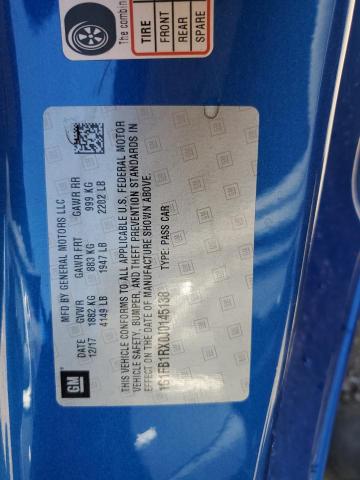 The combin
TIRE
FRONT
REAR
SPARE
GM
MFD BY GENERAL MOTORS LLC
DATE GVWR GAWR FRT GAWR RR
12/17 1882 KG 883 KG 999 KG
4149 LB 1947 LB 2202 LB
THIS VEHICLE CONFORMS TO ALL APPLICABLE U.S. FEDERAL MOTOR
VEHICLE SAFETY, BUMPER, AND THEFT PREVENTION STANDARDS IN
EFFECT ON THE DATE OF MANUFACTURE SHOWN ABOVE.
1G1FB1RX0J0145138 TYPE: PASS CAR